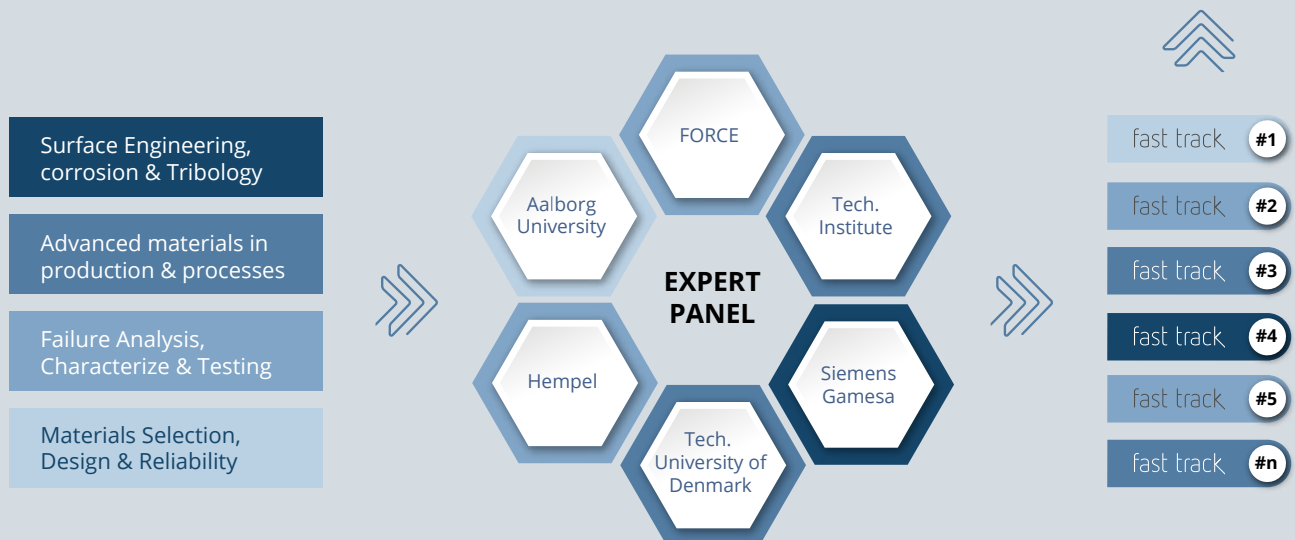 Surface Engineering,
corrosion & Tribology
Advanced materials in
production & processes
Failure Analysis,
Characterize & Testing
Materials Selection,
Design & Reliability
FORCE
Aalborg
University
Tech.
Institute
EXPERT
PANEL
Hempel
Siemens
Gamesa
Tech.
University of
Denmark
fast track #1
fast track #2
fast track #3
fast track #4
fast track #5
fast track #n